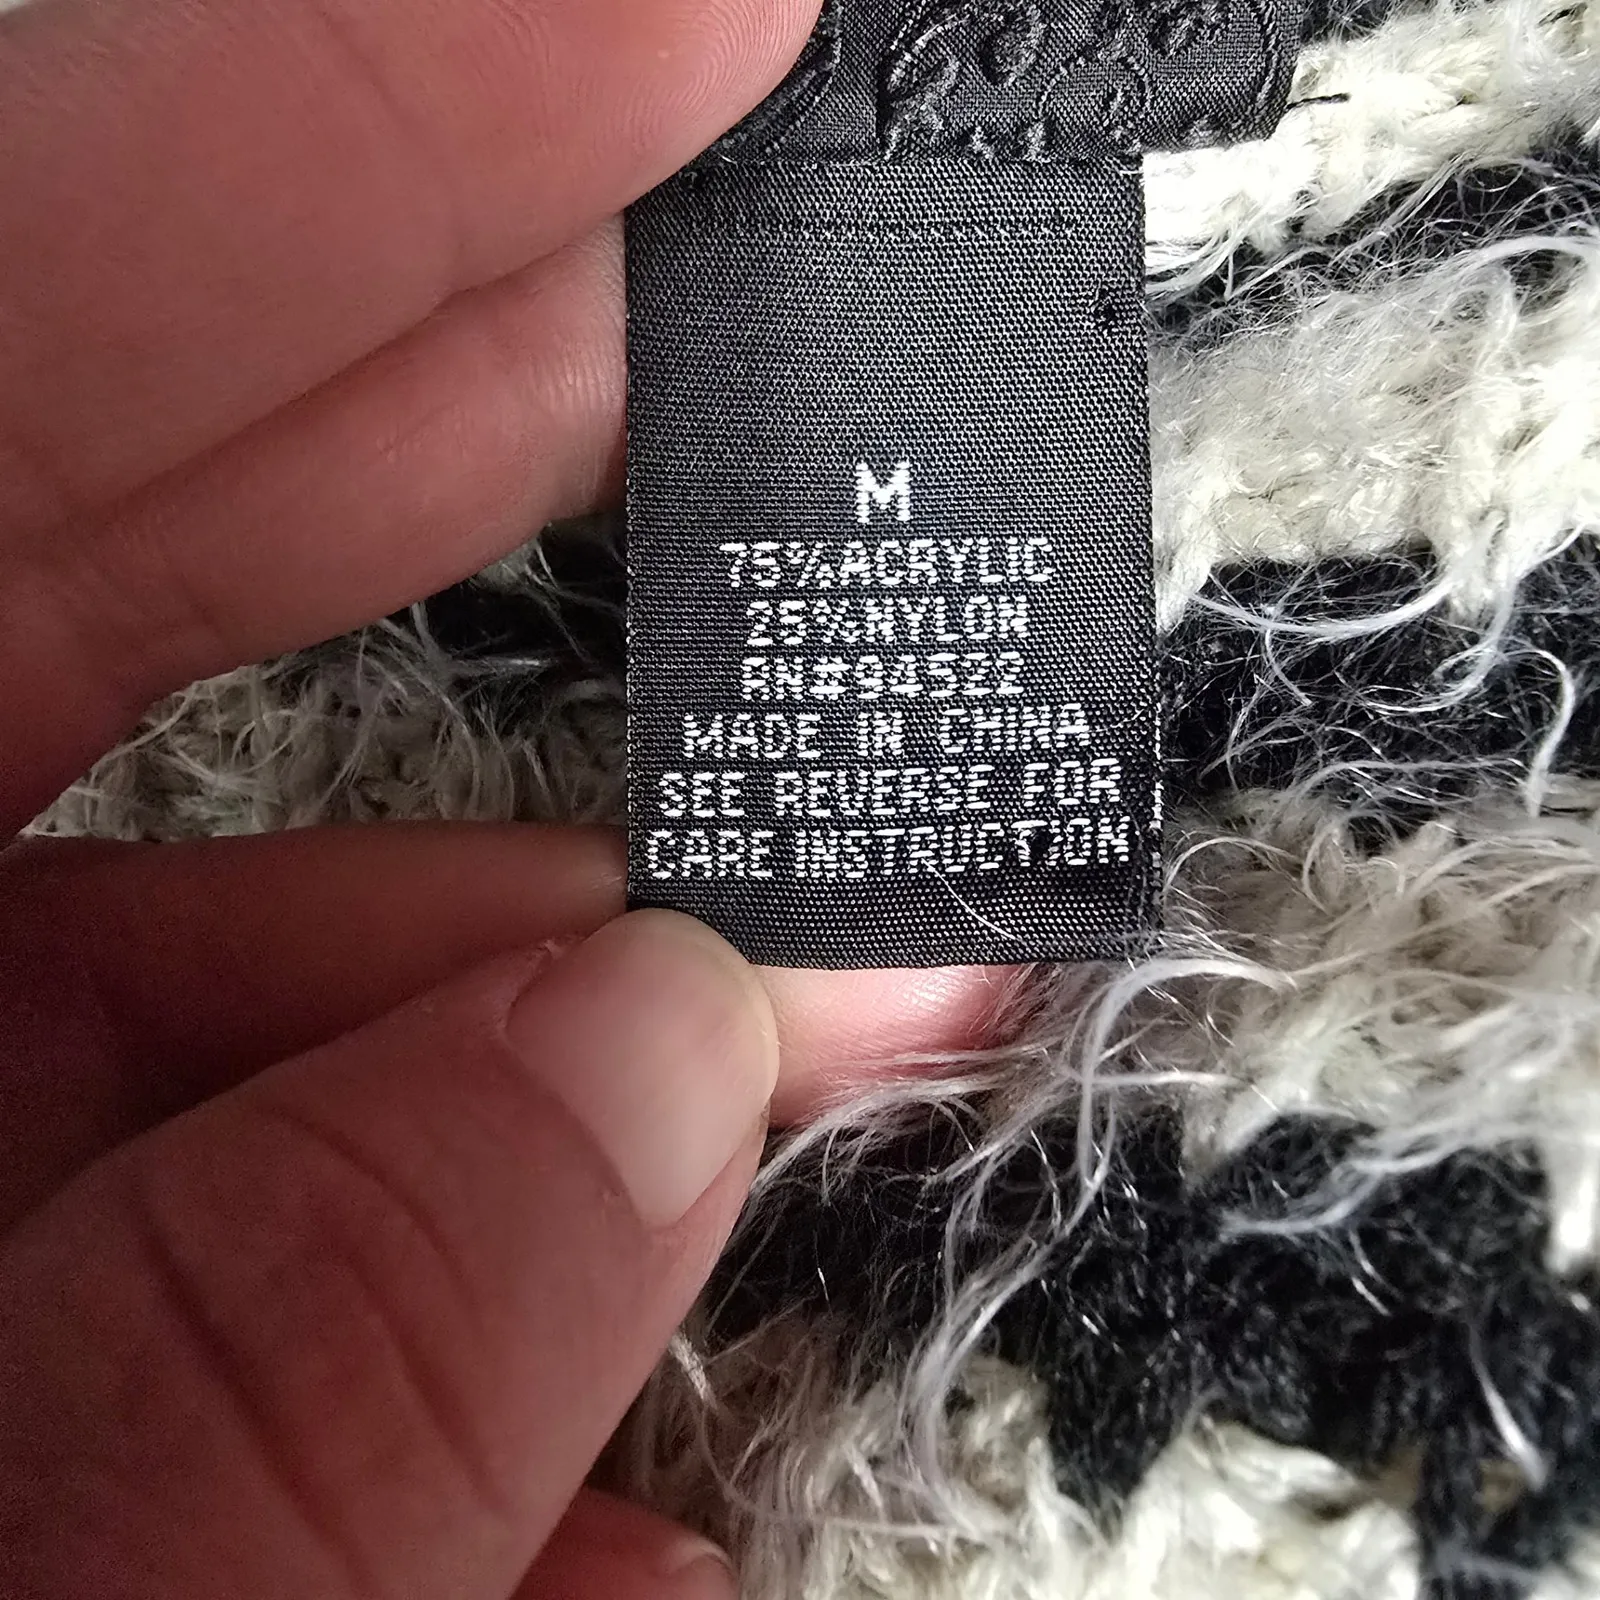 M
75%ACRYLIC
25%NYLON
RN#94522
MADE IN CHINA
SEE REVERSE FOR
CARE INSTRUCTION